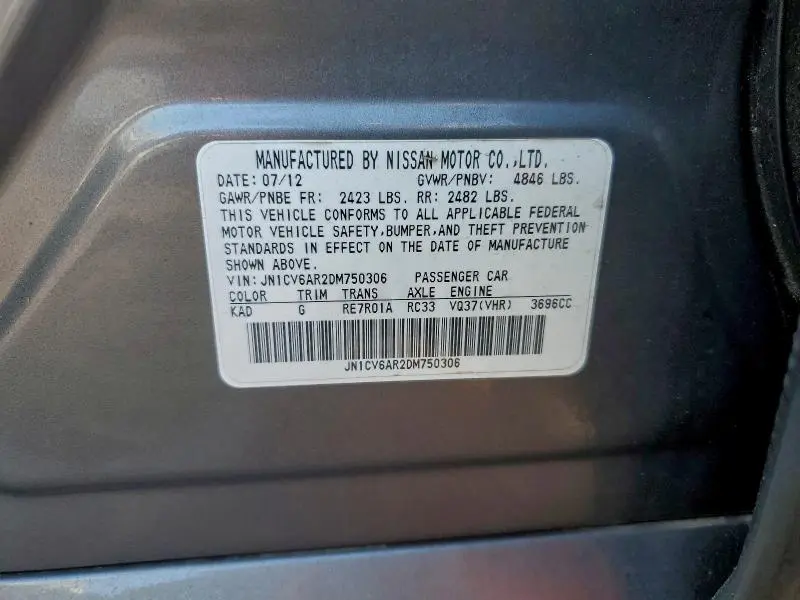 MANUFACTURED BY NISSAN MOTOR CO.,LTD.
DATE: 07/12 GVWR/PNBV: 4846 LBS.
GAWR/PNBE FR: 2423 LBS. RR: 2482 LBS.
THIS VEHICLE CONFORMS TO ALL APPLICABLE FEDERAL
MOTOR VEHICLE SAFETY,BUMPER,AND THEFT PREVENTION
STANDARDS IN EFFECT ON THE DATE OF MANUFACTURE
SHOWN ABOVE.
VIN: JN1CV6AR2DM750306 PASSENGER CAR
COLOR TRIM TRANS AXLE ENGINE
KAD G RE7R01A RC33 VQ37(VHR) 3696CC
JN1CV6AR2DM750306